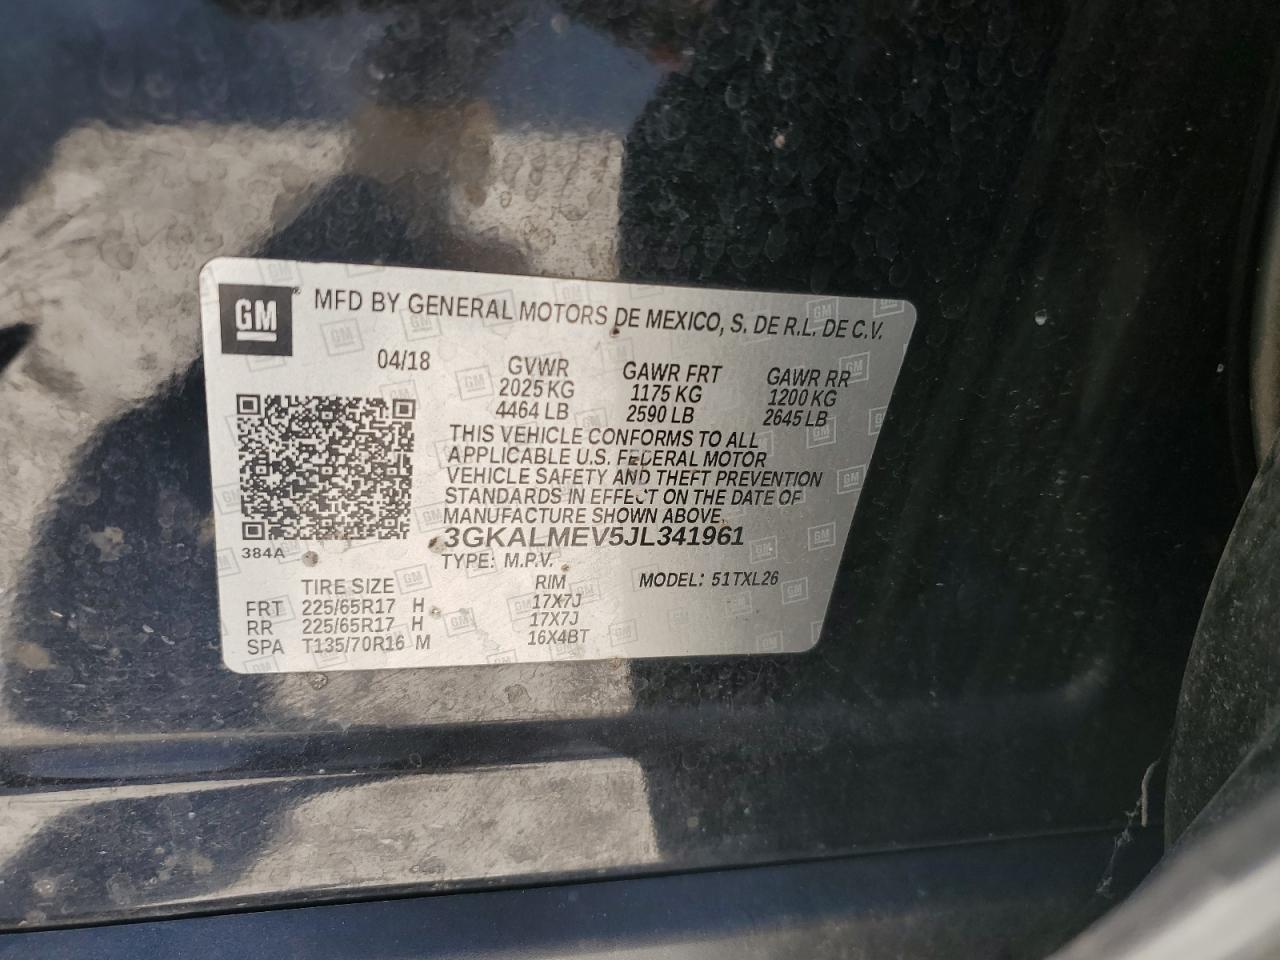 GM® MFD BY GENERAL MOTORS DE MEXICO, S. DE R.L. DE C.V.
04/18 GVWR GAWR FRT GAWR RR
2025 KG 1175 KG 1200 KG
4464 LB 2590 LB 2645 LB
THIS VEHICLE CONFORMS TO ALL
APPLICABLE U.S. FEDERAL MOTOR
VEHICLE SAFETY AND THEFT PREVENTION
STANDARDS IN EFFECT ON THE DATE OF
MANUFACTURE SHOWN ABOVE.
3GKALMEV5JL341961
384A
TYPE: M.P.V.
TIRE SIZE RIM MODEL: 51TXL26
FRT 225/65R17 H 17X7J
RR 225/65R17 H 17X7J
SPA T135/70R16 M 16X4BT